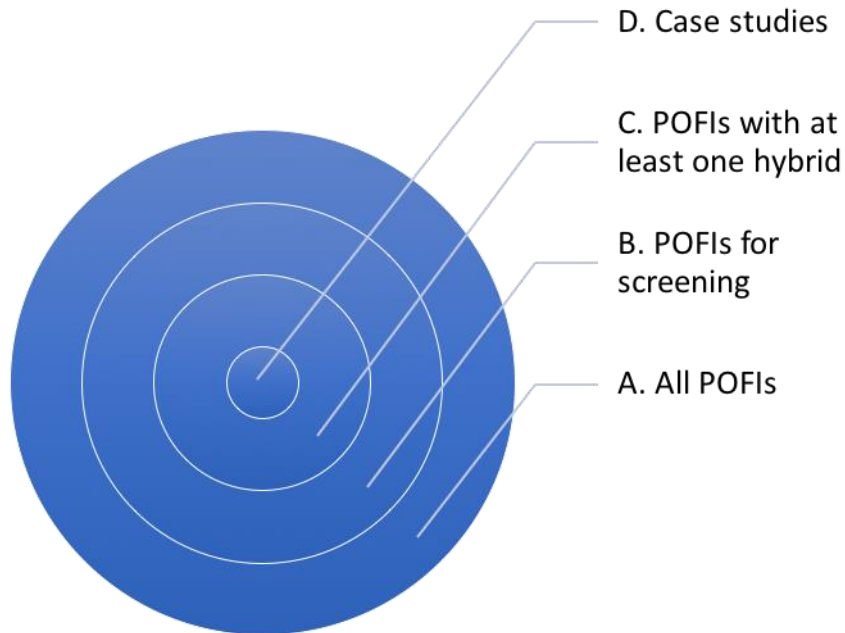 D. Case studies
C. POFIs with at
least one hybrid
B. POFIs for
screening
A. All POFIs